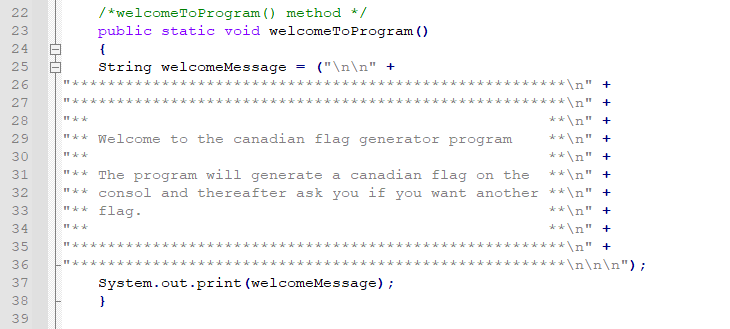 22 /*welcomeToProgram() method */
23 public static void welcomeToProgram()
24 {
25 String welcomeMessage = ("\n\n" +
26 "*******************************************************\n" +
27 "*******************************************************\n" +
28 "**                                                   **\n" +
29 "** Welcome to the canadian flag generator program    **\n" +
30 "**                                                   **\n" +
31 "** The program will generate a canadian flag on the  **\n" +
32 "** consol and thereafter ask you if you want another **\n" +
33 "** flag.                                             **\n" +
34 "**                                                   **\n" +
35 "*******************************************************\n" +
36 "*******************************************************\n\n\n");
37 System.out.print(welcomeMessage);
38 }
39